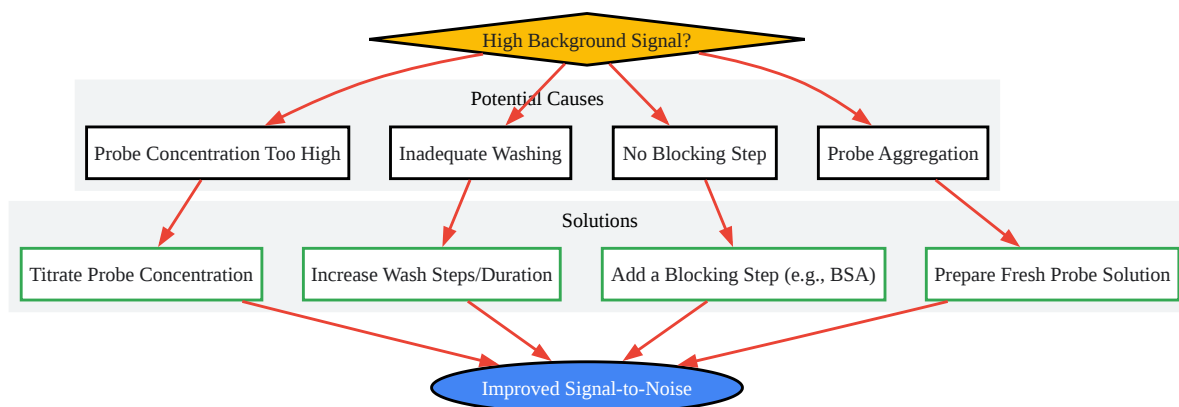 High Background Signal?
Potential Causes
Probe Concentration Too High
Inadequate Washing
No Blocking Step
Probe Aggregation
Solutions
Titrate Probe Concentration
Increase Wash Steps/Duration
Add a Blocking Step (e.g., BSA)
Prepare Fresh Probe Solution
Improved Signal-to-Noise